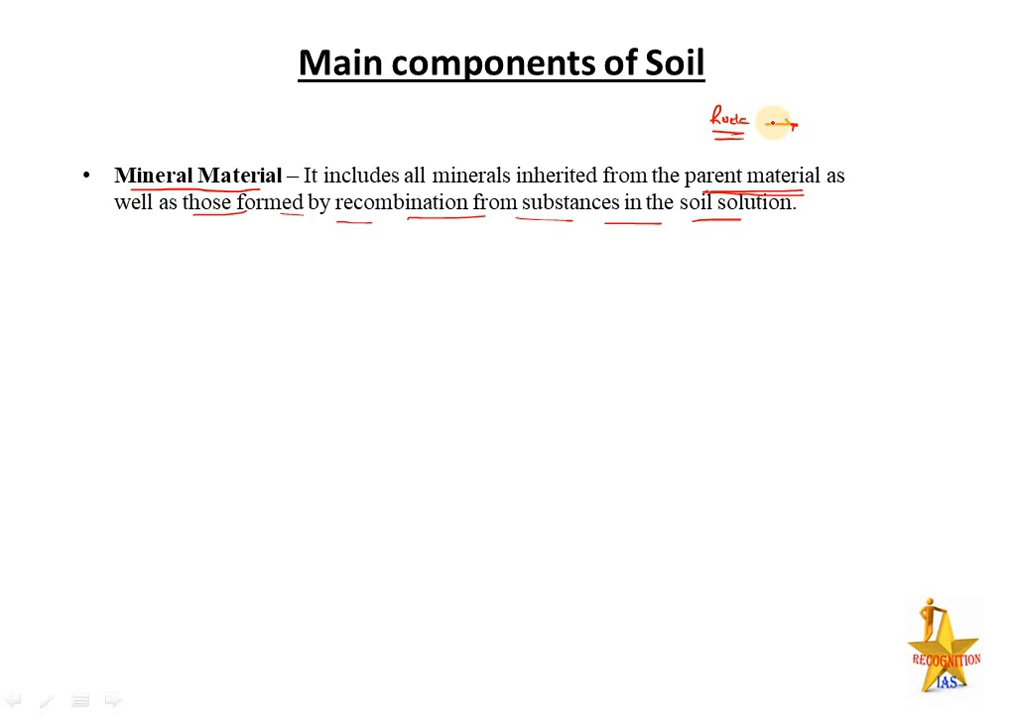 Main components of Soil
• Mineral Material – It includes all minerals inherited from the parent material as
well as those formed by recombination from substances in the soil solution.
RECOGNITION
IAS